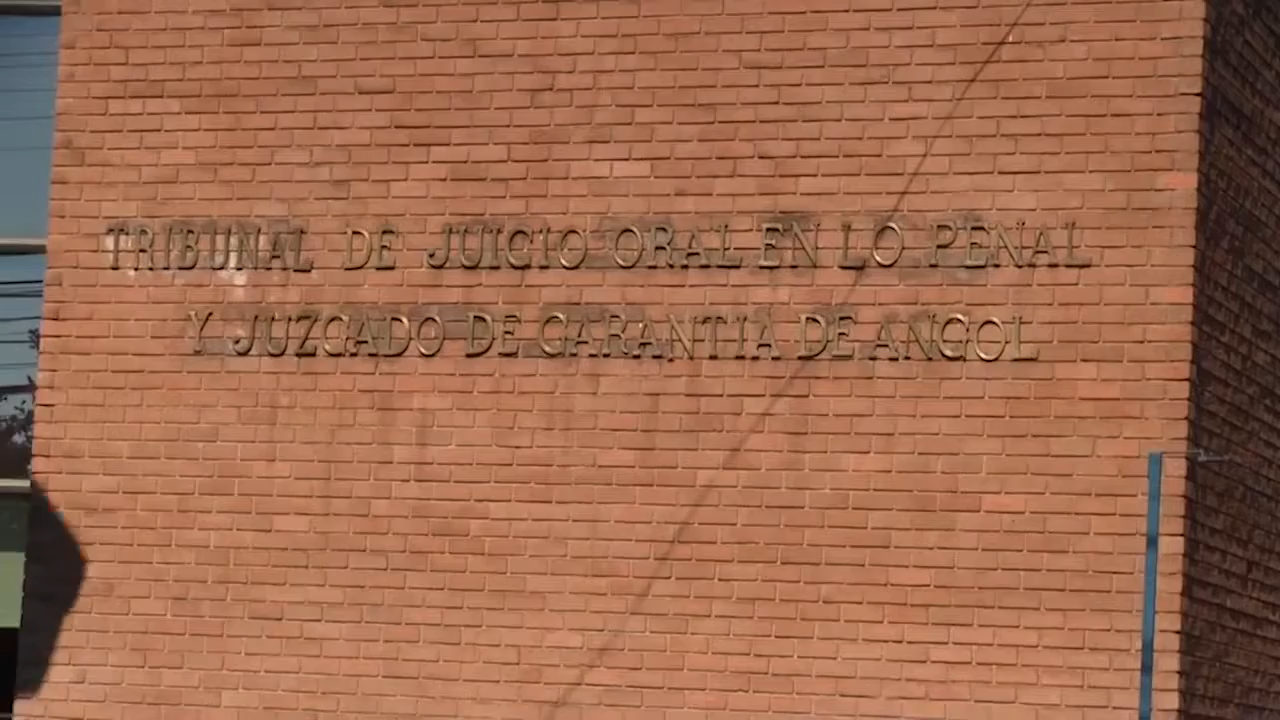 TRIBUNAL DE JUICIO ORAL EN LO PENAL
Y JUZGADO DE GARANTIA DE ANGOL